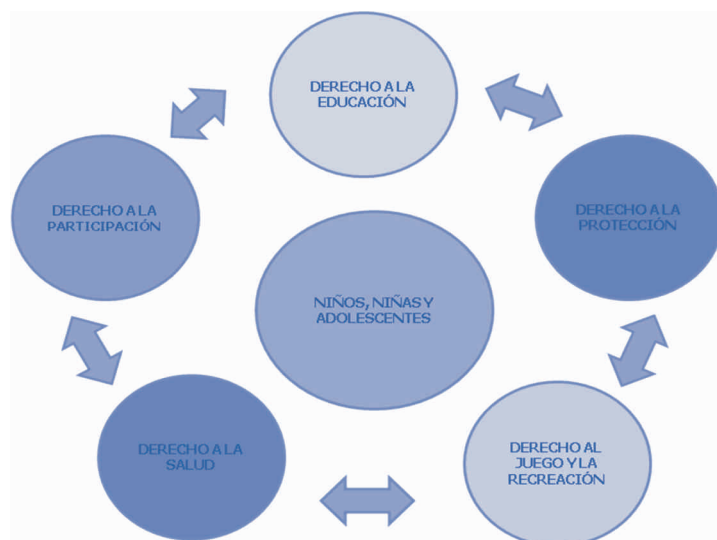 DERECHO A LA
EDUCACIÓN
DERECHO A LA
PARTICIPACIÓN
DERECHO A LA
PROTECCIÓN
NIÑOS, NIÑAS Y
ADOLESCENTES
DERECHO A LA
SALUD
DERECHO AL
JUEGO Y LA
RECREACIÓN